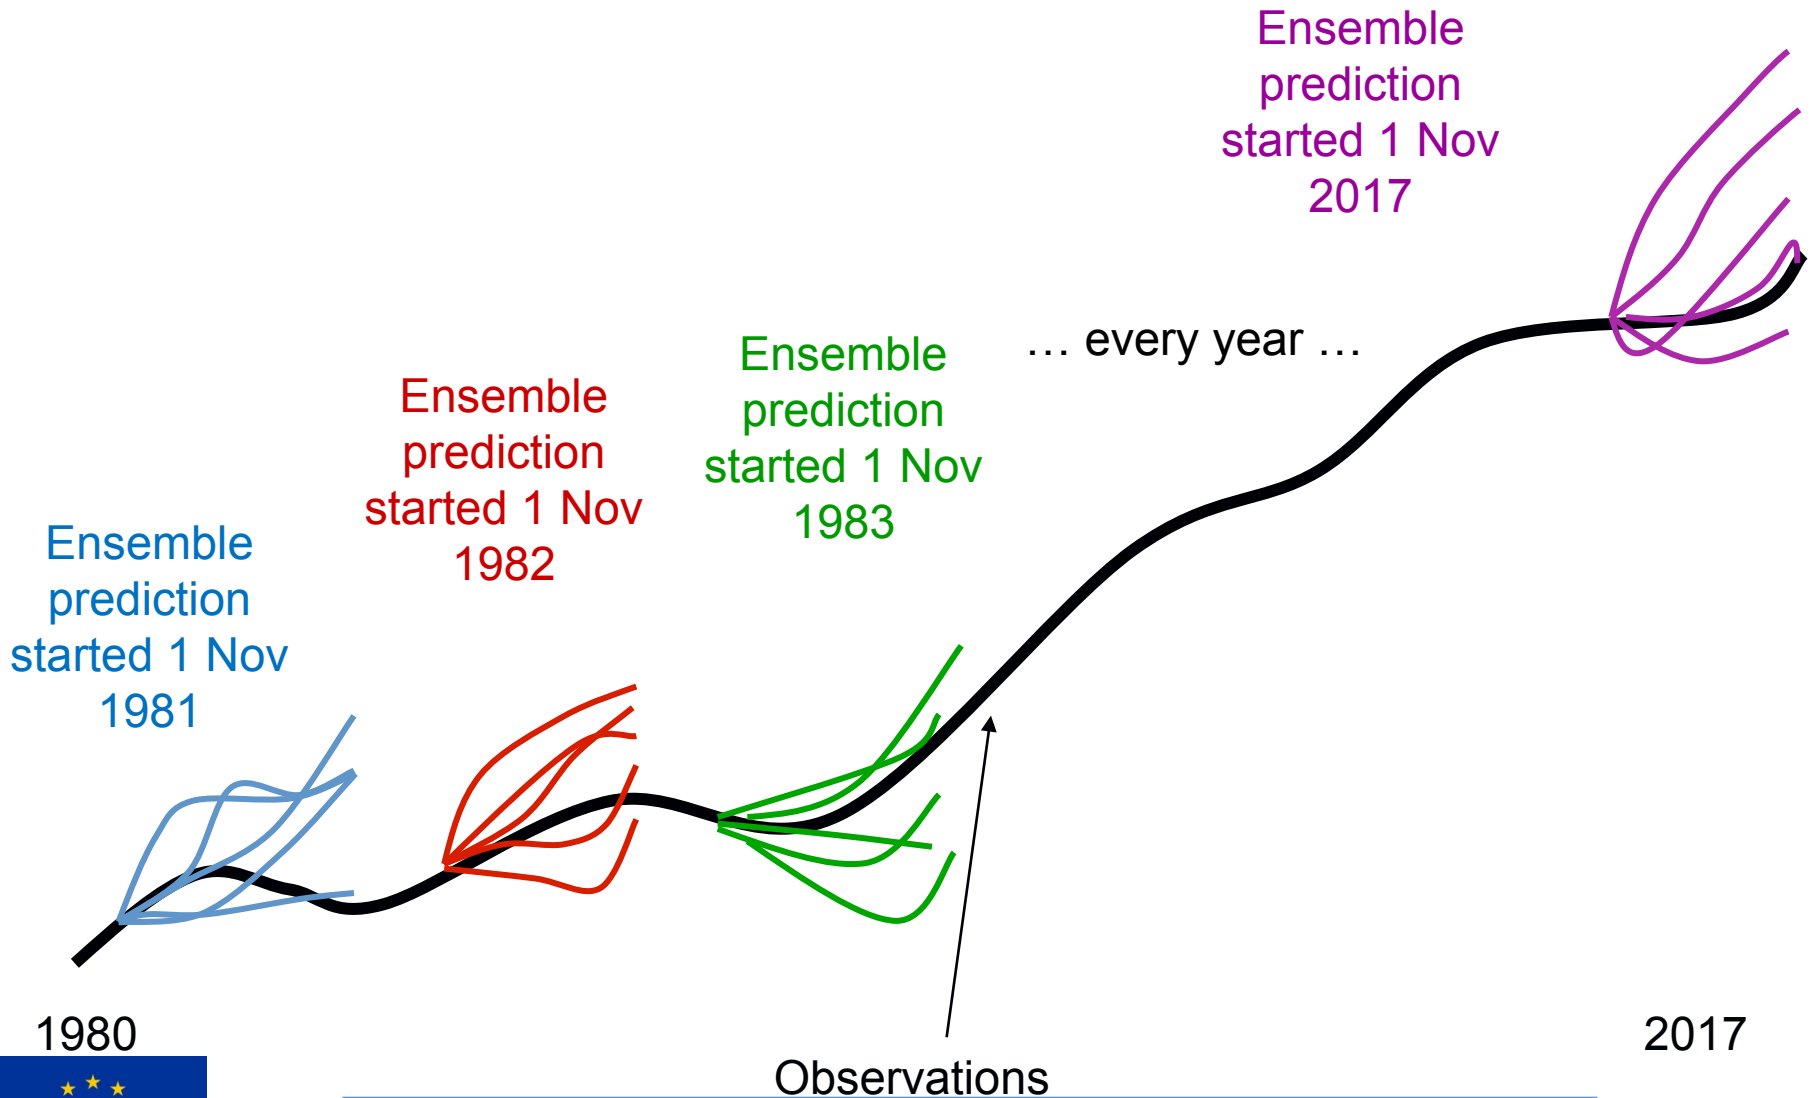 Ensemble
prediction
started 1 Nov
2017
Ensemble
prediction
started 1 Nov
1983
… every year …
Ensemble
prediction
started 1 Nov
1982
Ensemble
prediction
started 1 Nov
1981
1980
2017
Observations